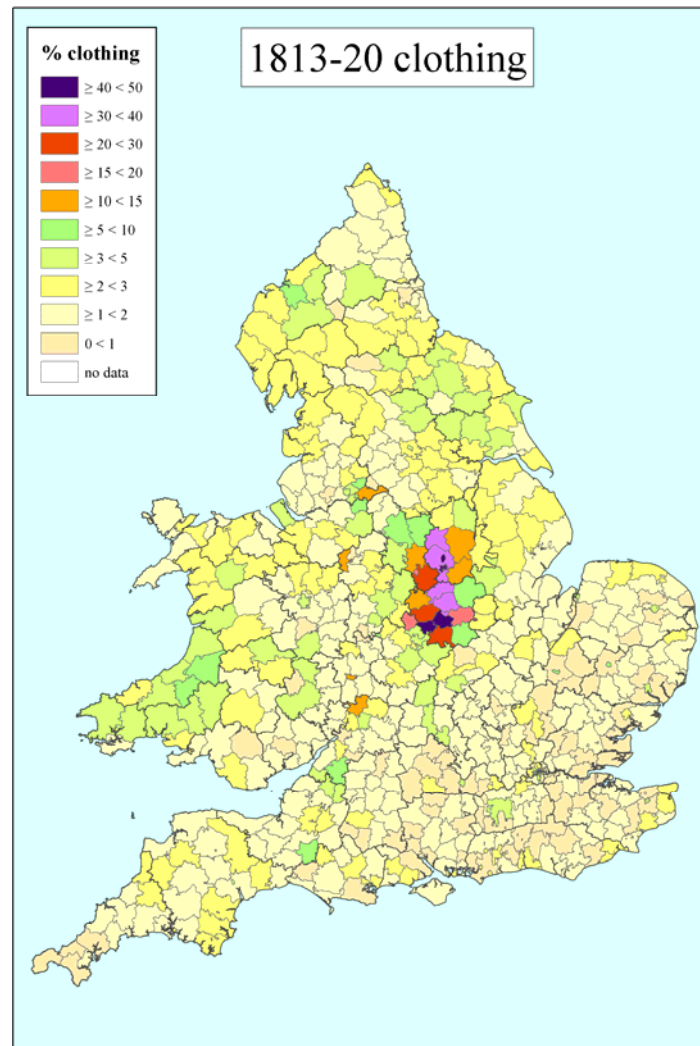 1813-20 clothing
% clothing
≥ 40 < 50
≥ 30 < 40
≥ 20 < 30
≥ 15 < 20
≥ 10 < 15
≥ 5 < 10
≥ 3 < 5
≥ 2 < 3
≥ 1 < 2
0 < 1
no data